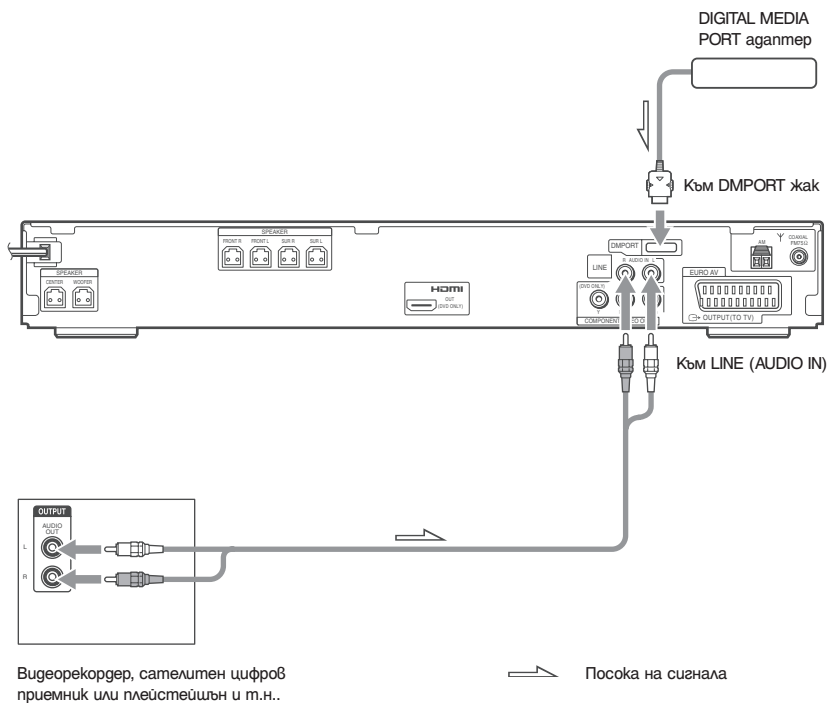 DIGITAL MEDIA
PORT адаптер
Към DMPORT жак
SPEAKER
FRONT R FRONT L SUR R SUR L
DMPORT
AM
COAXIAL
FM75Ω
R AUDIO IN L
LINE
EURO AV
SPEAKER
CENTER WOOFER
HDMI
OUT
(DVD ONLY)
(DVD ONLY)
Y
COMPONENT
OUTPUT(TO TV)
Към LINE (AUDIO IN)
OUTPUT
AUDIO
OUT
L
R
Видеорекордер, сателитен цифров
приемник или плейстейшън и т.н..
Посока на сигнала